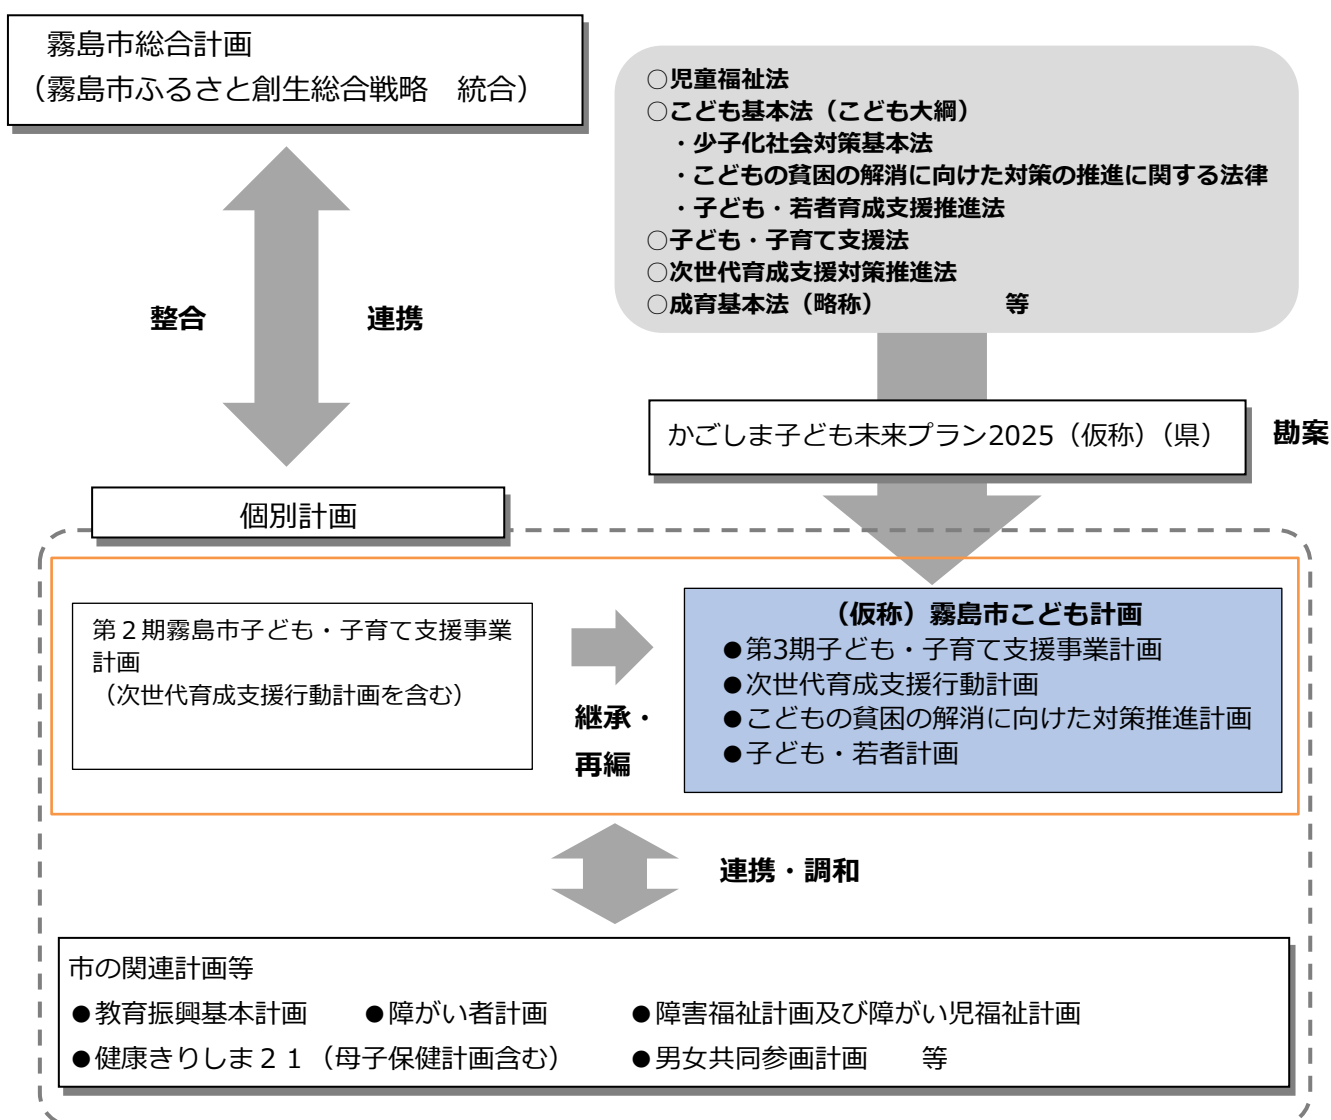 霧島市総合計画
（霧島市ふるさと創生総合戦略　統合）
整合
連携
○児童福祉法
○こども基本法（こども大綱）
・少子化社会対策基本法
・こどもの貧困の解消に向けた対策の推進に関する法律
・子ども・若者育成支援推進法
○子ども・子育て支援法
○次世代育成支援対策推進法
○成育基本法（略称）　　　　　等
かごしま子ども未来プラン2025（仮称）（県）
勘案
個別計画
第２期霧島市子ども・子育て支援事業
計画
（次世代育成支援行動計画を含む）
継承・
再編
（仮称）霧島市こども計画
●第3期子ども・子育て支援事業計画
●次世代育成支援行動計画
●こどもの貧困の解消に向けた対策推進計画
●子ども・若者計画
連携・調和
市の関連計画等
●教育振興基本計画　　●障がい者計画　　　●障害福祉計画及び障がい児福祉計画
●健康きりしま２１（母子保健計画含む）　　●男女共同参画計画　　等